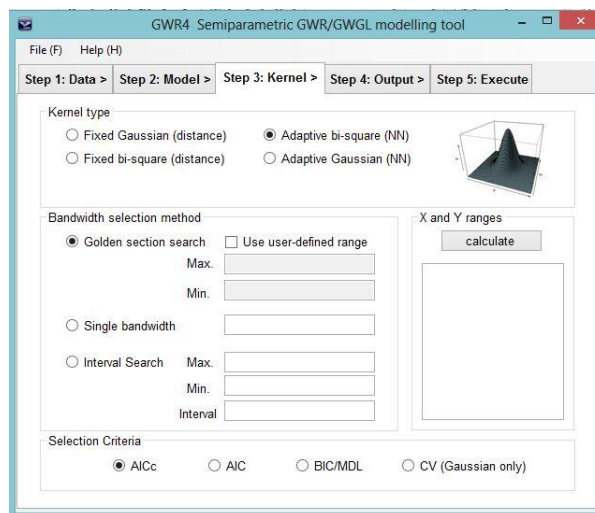 GWR4 Semiparametric GWR/GWGL modelling tool
File (F) Help (H)
Step 1: Data > Step 2: Model > Step 3: Kernel > Step 4: Output > Step 5: Execute
Kernel type
Fixed Gaussian (distance) Adaptive bi-square (NN)
Fixed bi-square (distance) Adaptive Gaussian (NN)
Bandwidth selection method X and Y ranges
Golden section search Use user-defined range calculate
Max.
Min.
Single bandwidth
Interval Search Max.
Min.
Interval
Selection Criteria
AICc AIC BIC/MDL CV (Gaussian only)